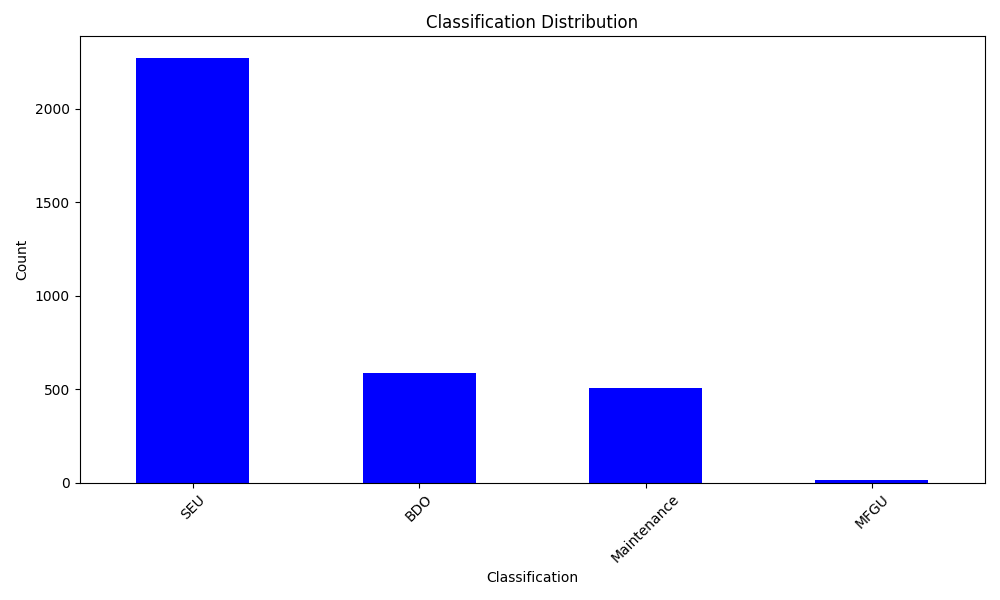 Classification Distribution
Count
2000
1500
1000
500
0
SEU
BDO
Maintenance
MFGU
Classification